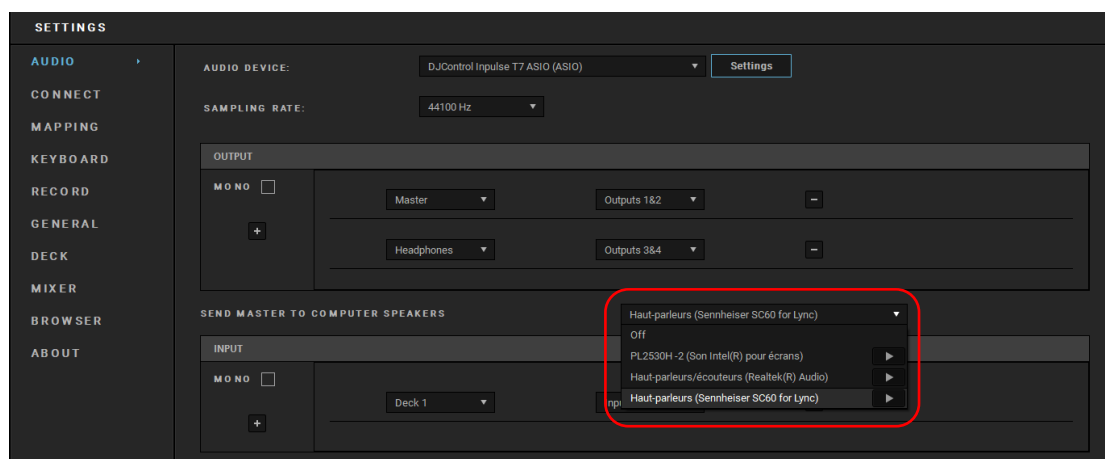 SETTINGS
AUDIO
CONNECT
MAPPING
KEYBOARD
RECORD
GENERAL
DECK
MIXER
BROWSER
ABOUT
AUDIO DEVICE: DJControl Inpulse T7 ASIO (ASIO) Settings
SAMPLING RATE: 44100 Hz
OUTPUT
MONO
Master Outputs 1&2 −
+
Headphones Outputs 3&4 −
SEND MASTER TO COMPUTER SPEAKERS Haut-parleurs (Sennheiser SC60 for Lync)
Off
PL2530H-2 (Son Intel(R) pour écrans)
Haut-parleurs/écouteurs (Realtek(R) Audio)
Haut-parleurs (Sennheiser SC60 for Lync)
INPUT
MONO
Deck 1
+